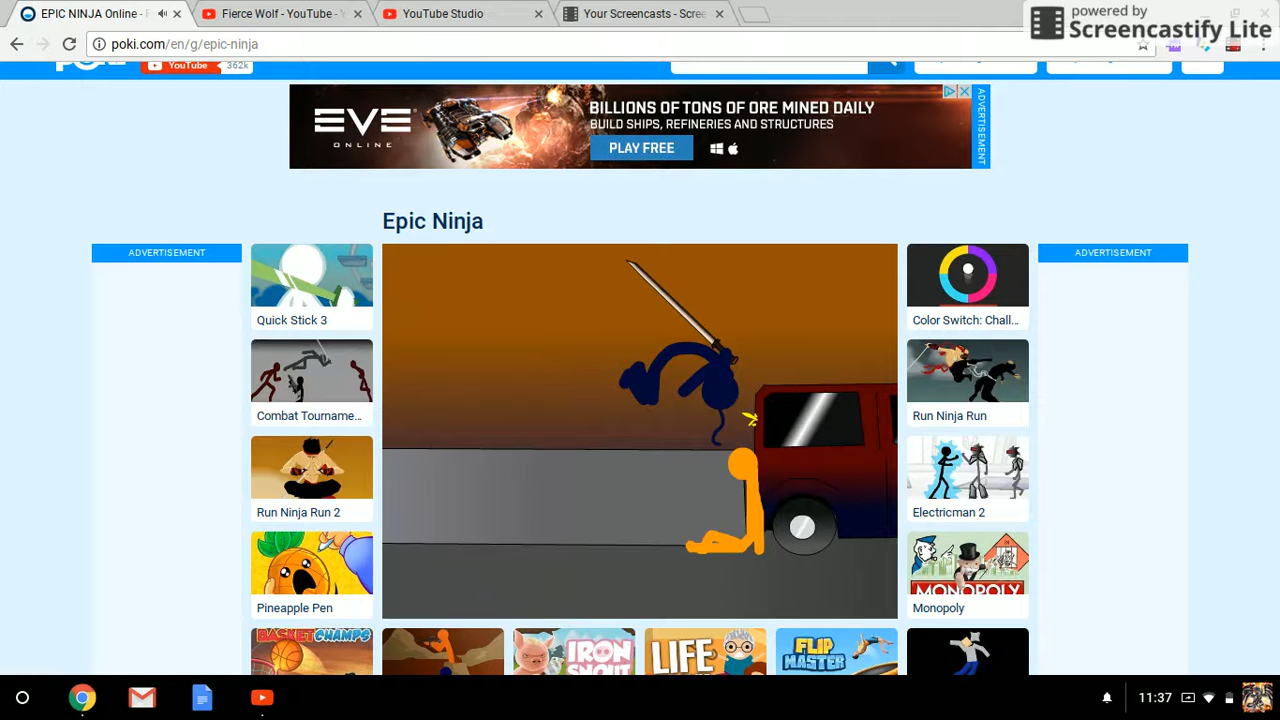 powered by
Screencastify Lite
EPIC NINJA Online - F
Fierce Wolf - YouTube -
YouTube Studio
Your Screencasts - Scree
poki.com/en/g/epic-ninja
YouTube 362k
EVE
ONLINE
BILLIONS OF TONS OF ORE MINED DAILY
BUILD SHIPS, REFINERIES AND STRUCTURES
PLAY FREE
ADVERTISEMENT
Epic Ninja
ADVERTISEMENT
ADVERTISEMENT
Quick Stick 3
Color Switch: Chall...
Combat Tourname...
Run Ninja Run
Run Ninja Run 2
Electricman 2
MONOPOLY
Pineapple Pen
Monopoly
BASKETCHAMPS
IRON
SNOUT
LIFE
FLIP
MASTER
11:37